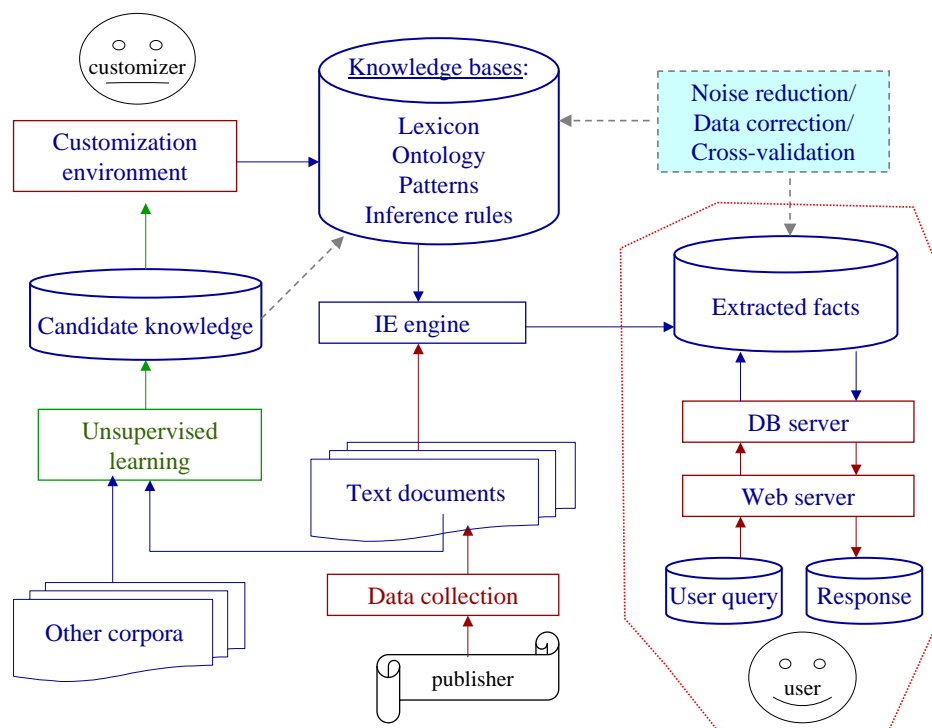 customizer
Customization
environment
Knowledge bases:
Lexicon
Ontology
Patterns
Inference rules
Noise reduction/
Data correction/
Cross-validation
Candidate knowledge
IE engine
Extracted facts
Unsupervised
learning
Text documents
DB server
Web server
Other corpora
Data collection
User query
Response
publisher
user